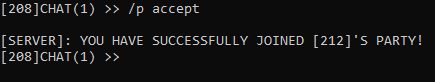 [208]CHAT(1) >> /p accept
[SERVER]: YOU HAVE SUCCESSFULLY JOINED [212]'S PARTY!
[208]CHAT(1) >>